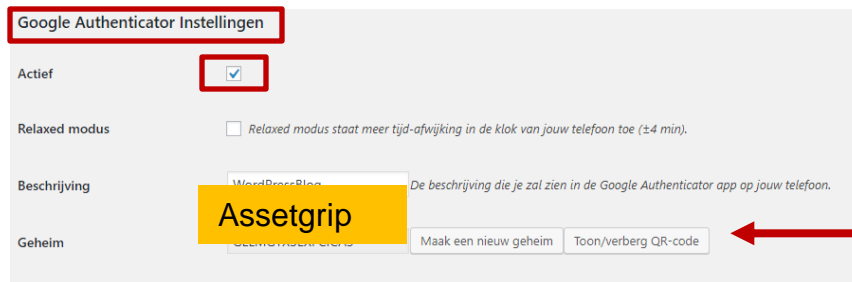 Google Authenticator Instellingen
Actief
Relaxed modus Relaxed modus staat meer tijd-afwijking in de klok van jouw telefoon toe (±4 min).
Beschrijving WordPressBlog De beschrijving die je zal zien in de Google Authenticator app op jouw telefoon.
Assetgrip
Geheim Maak een nieuw geheim Toon/verberg QR-code